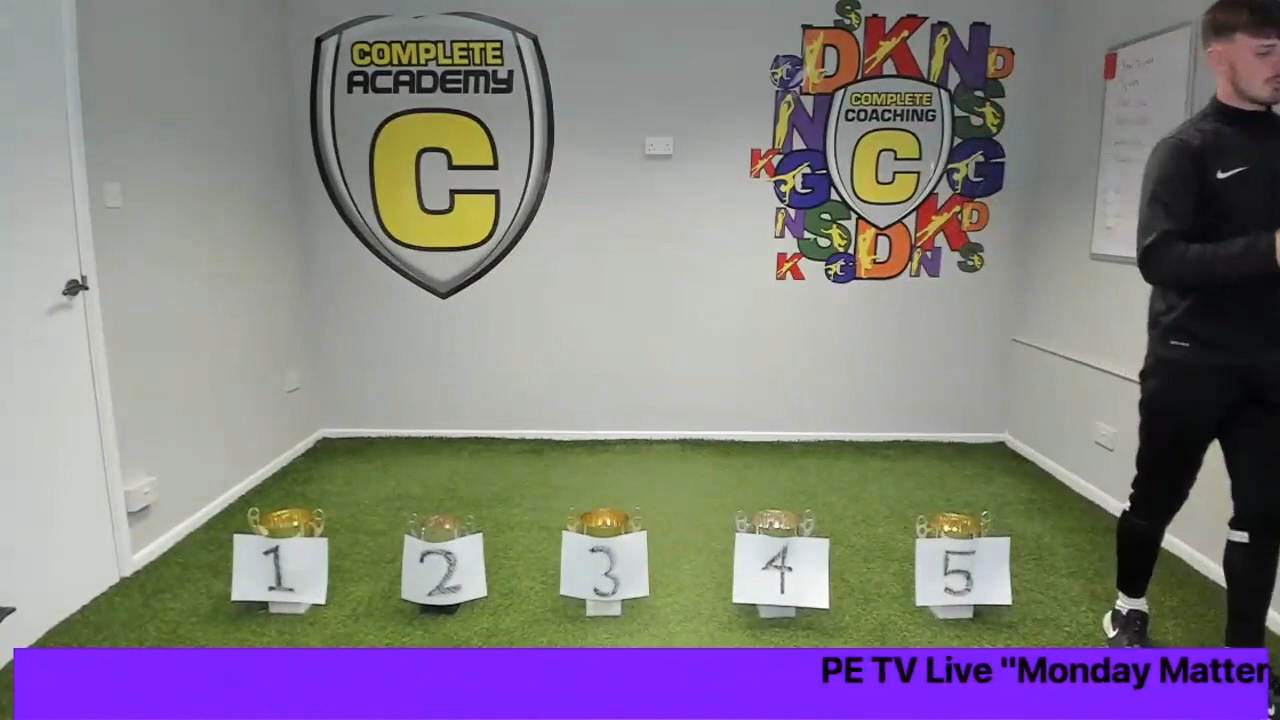 COMPLETE
ACADEMY
C
S
D K N D
N S
K G G
N S K D
K G D N S
COMPLETE
COACHING
C
1 2 3 4 5
PE TV Live "Monday Matter